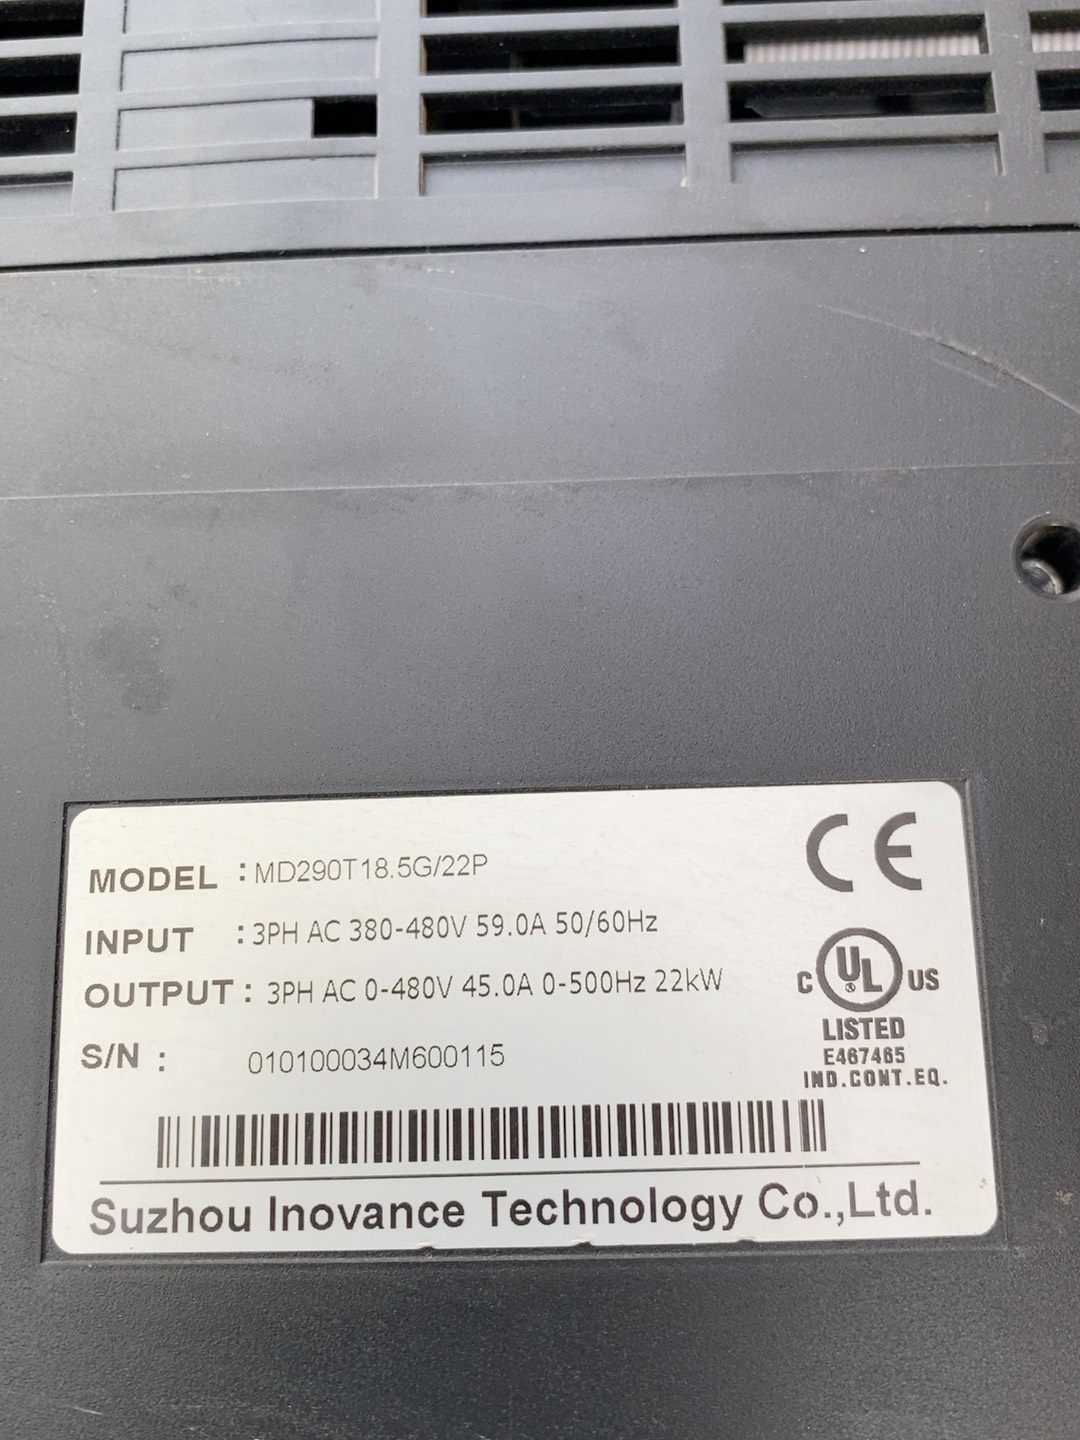 MODEL : MD290T18.5G/22P
INPUT : 3PH AC 380-480V 59.0A 50/60Hz
OUTPUT : 3PH AC 0-480V 45.0A 0-500Hz 22kW
S/N : 010100034M600115
CE
C UL ® US
LISTED
E467465
IND.CONT.EQ.
Suzhou Inovance Technology Co.,Ltd.